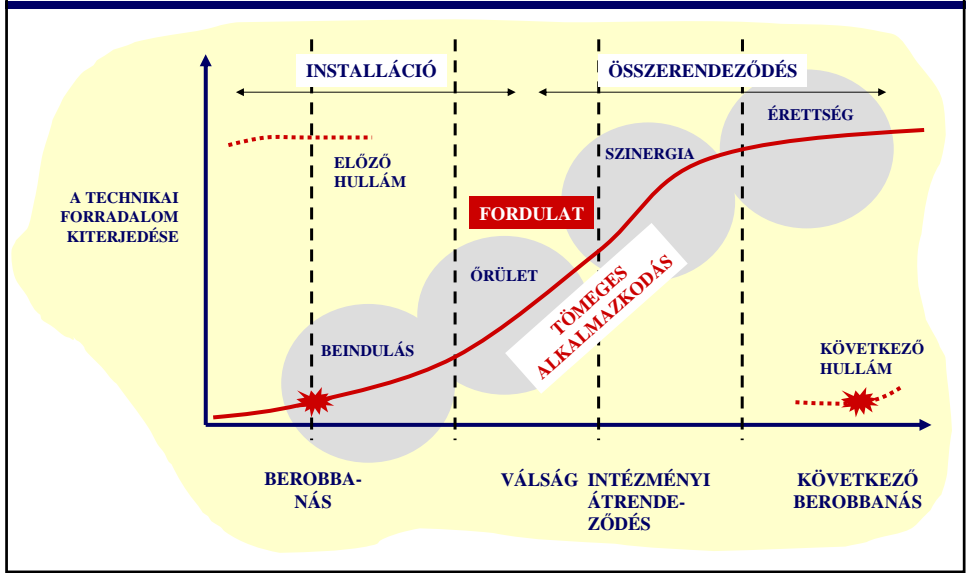 INSTALLÁCIÓ
ÖSSZERENDEZŐDÉS
ÉRETTSÉG
SZINERGIA
ELŐZŐ
HULLÁM
A TECHNIKAI
FORRADALOM
KITERJEDÉSE
FORDULAT
ŐRÜLET
TÖMEGES
ALKALMAZKODÁS
BEINDULÁS
KÖVETKEZŐ
HULLÁM
BEROBBA-
NÁS
VÁLSÁG
INTÉZMÉNYI
ÁTRENDE-
ZŐDÉS
KÖVETKEZŐ
BEROBBANÁS